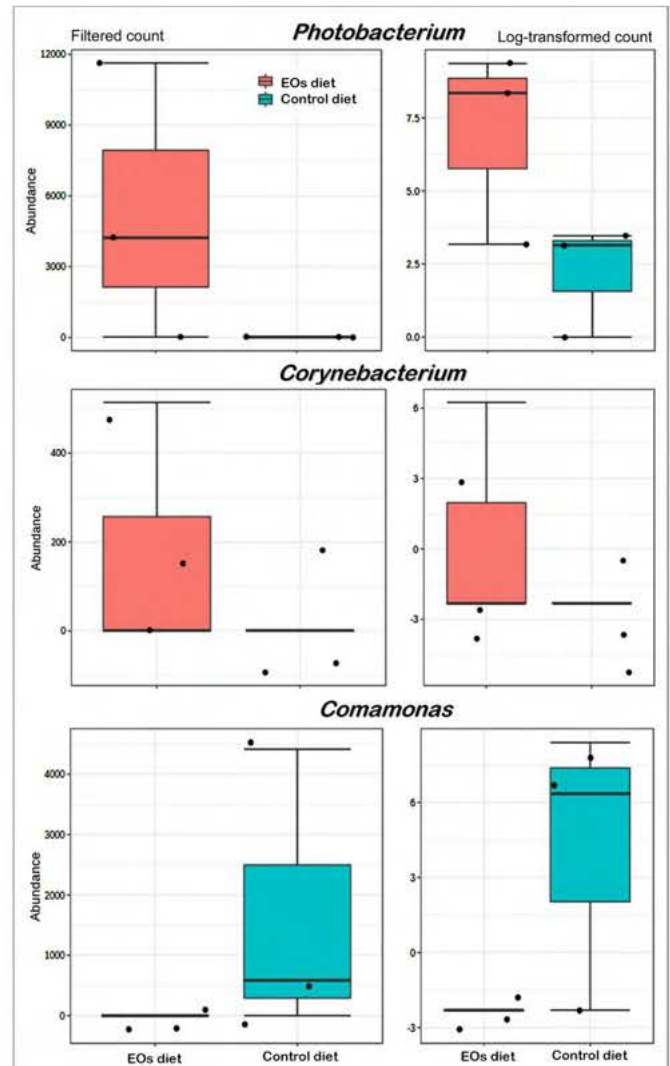 Photobacterium
Filtered count
Log-transformed count
Abundance
12000
9000
6000
3000
0
EOs diet
Control diet
7.5
5.0
2.5
0.0
Corynebacterium
Abundance
400
200
0
6
3
0
-3
Comamonas
Abundance
4000
3000
2000
1000
0
EOs diet
Control diet
6
3
0
-3
EOs diet
Control diet